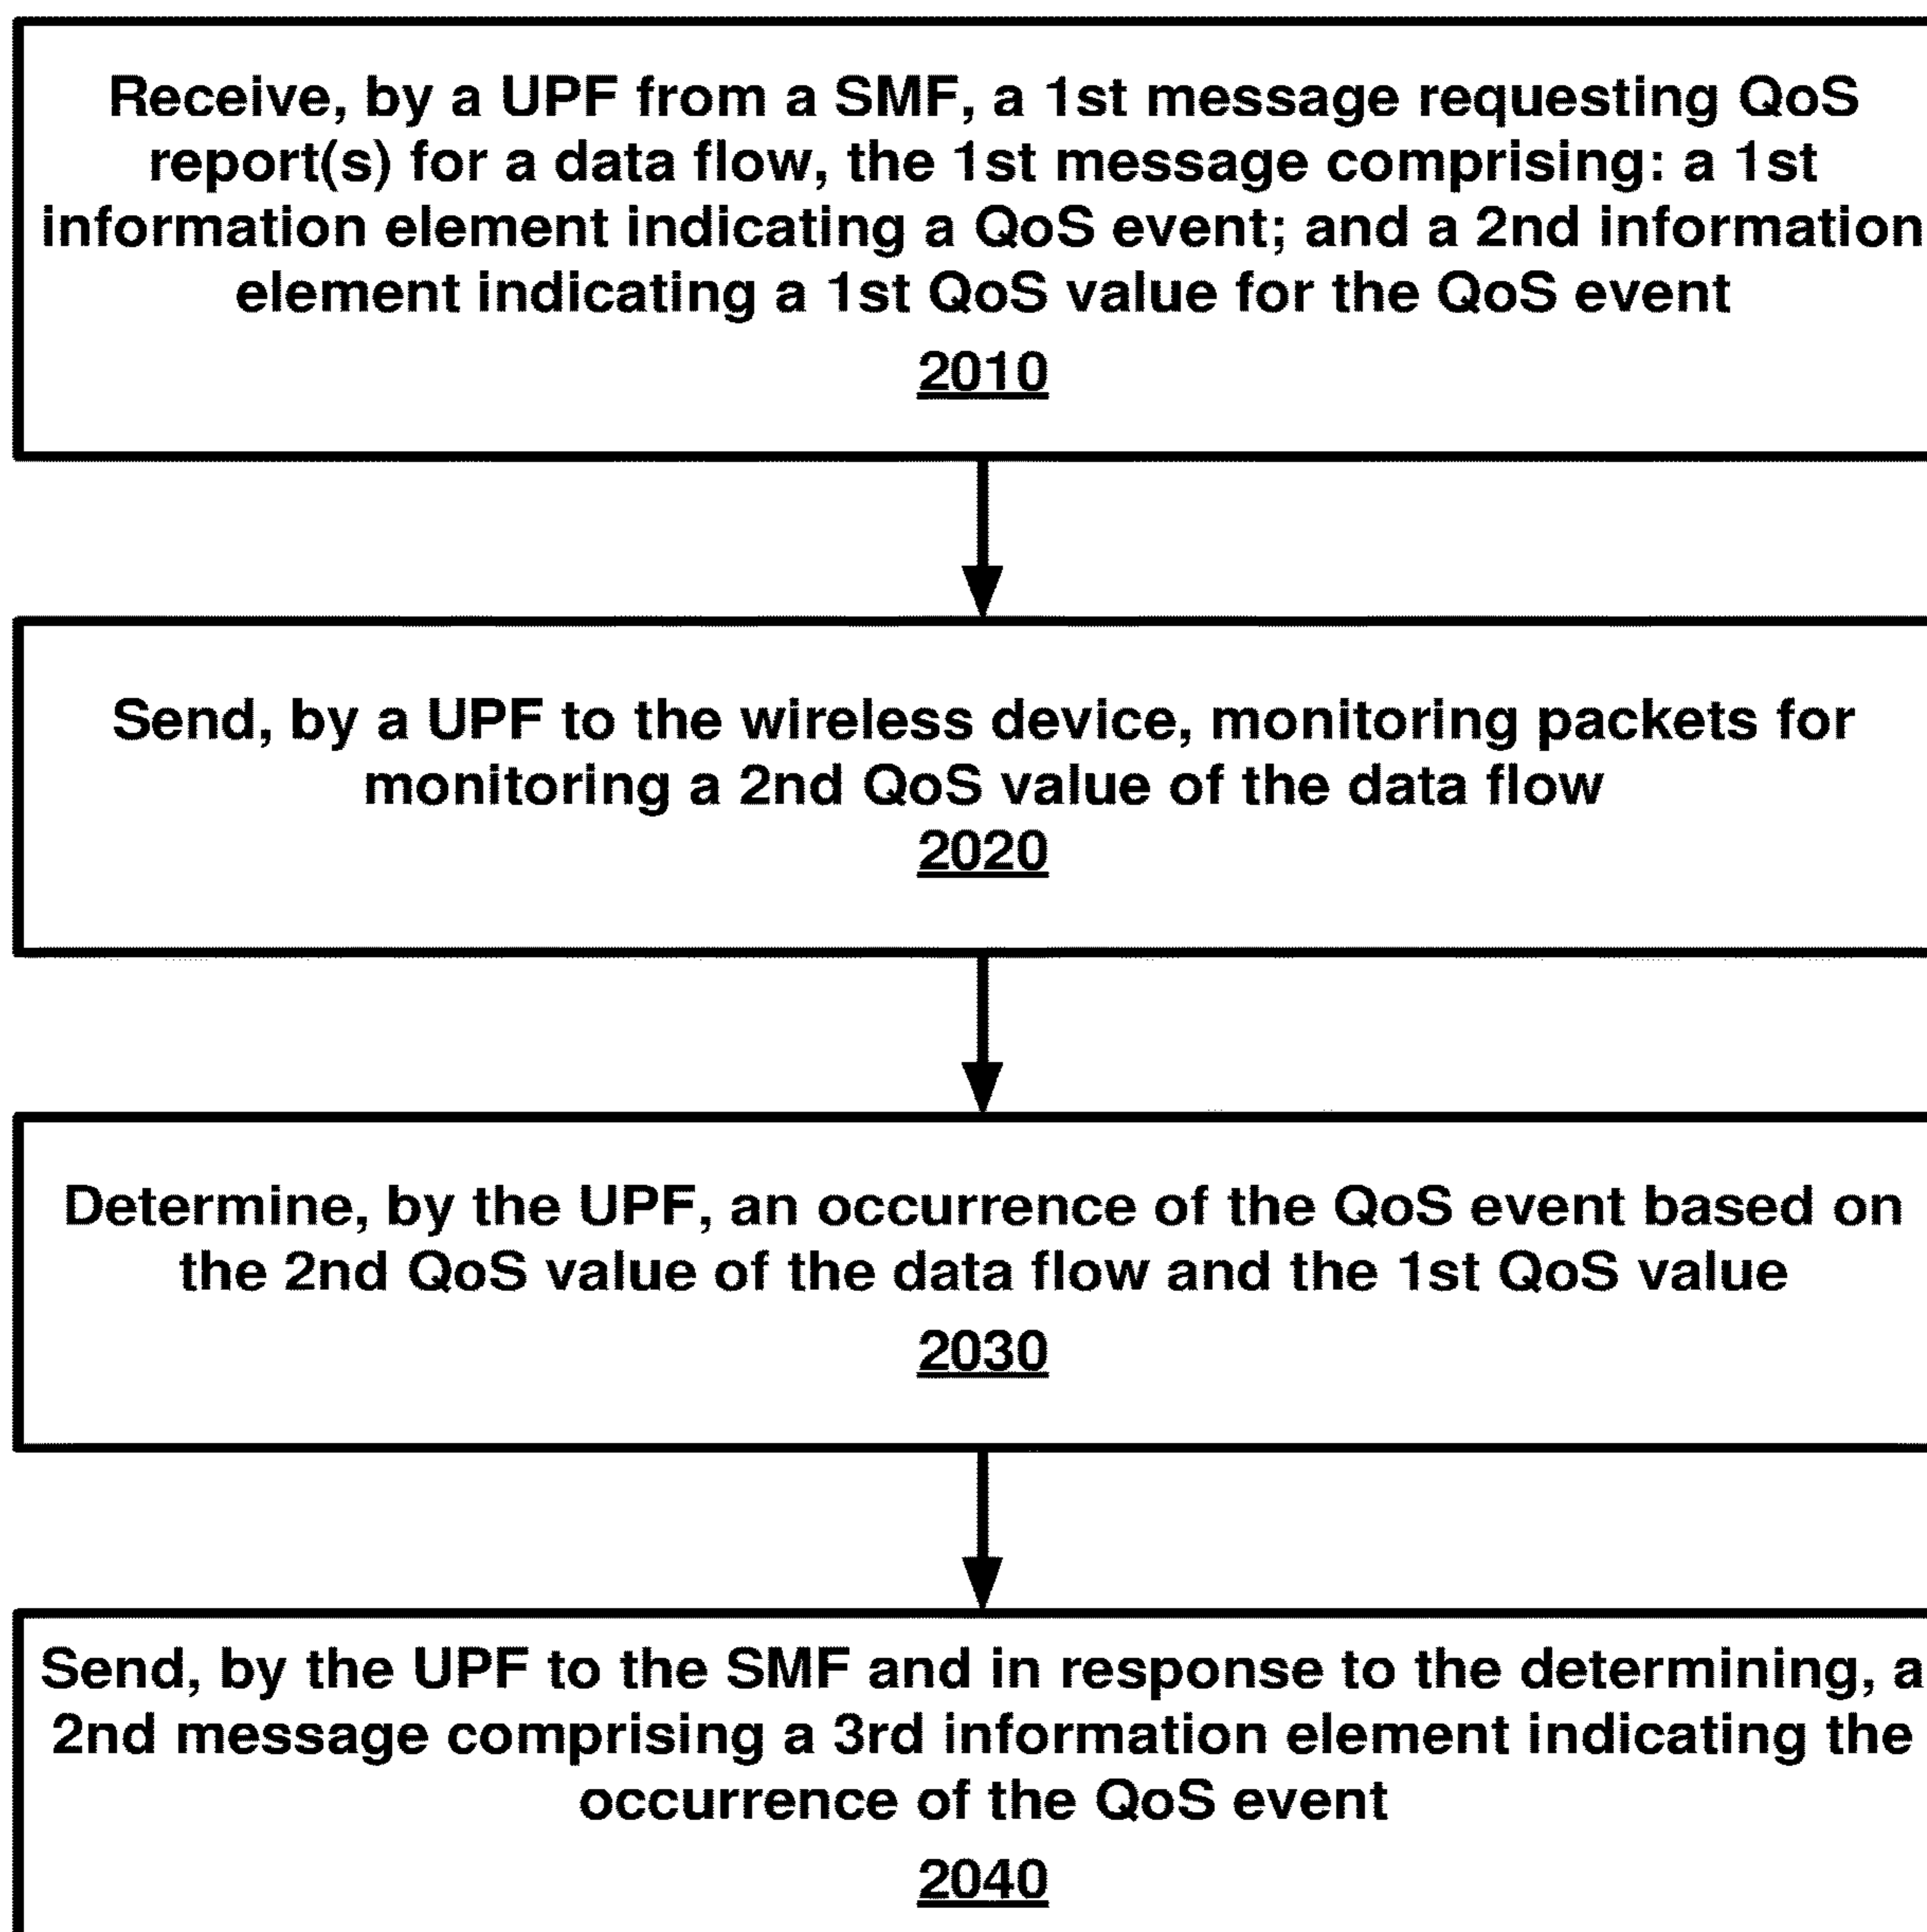 Receive, by a UPF from a SMF, a 1st message requesting QoS
report(s) for a data flow, the 1st message comprising: a 1st
information element indicating a QoS event; and a 2nd information
element indicating a 1st QoS value for the QoS event
2010
Send, by a UPF to the wireless device, monitoring packets for
monitoring a 2nd QoS value of the data flow
2020
Determine, by the UPF, an occurrence of the QoS event based on
the 2nd QoS value of the data flow and the 1st QoS value
2030
Send, by the UPF to the SMF and in response to the determining, a
2nd message comprising a 3rd information element indicating the
occurrence of the QoS event
2040